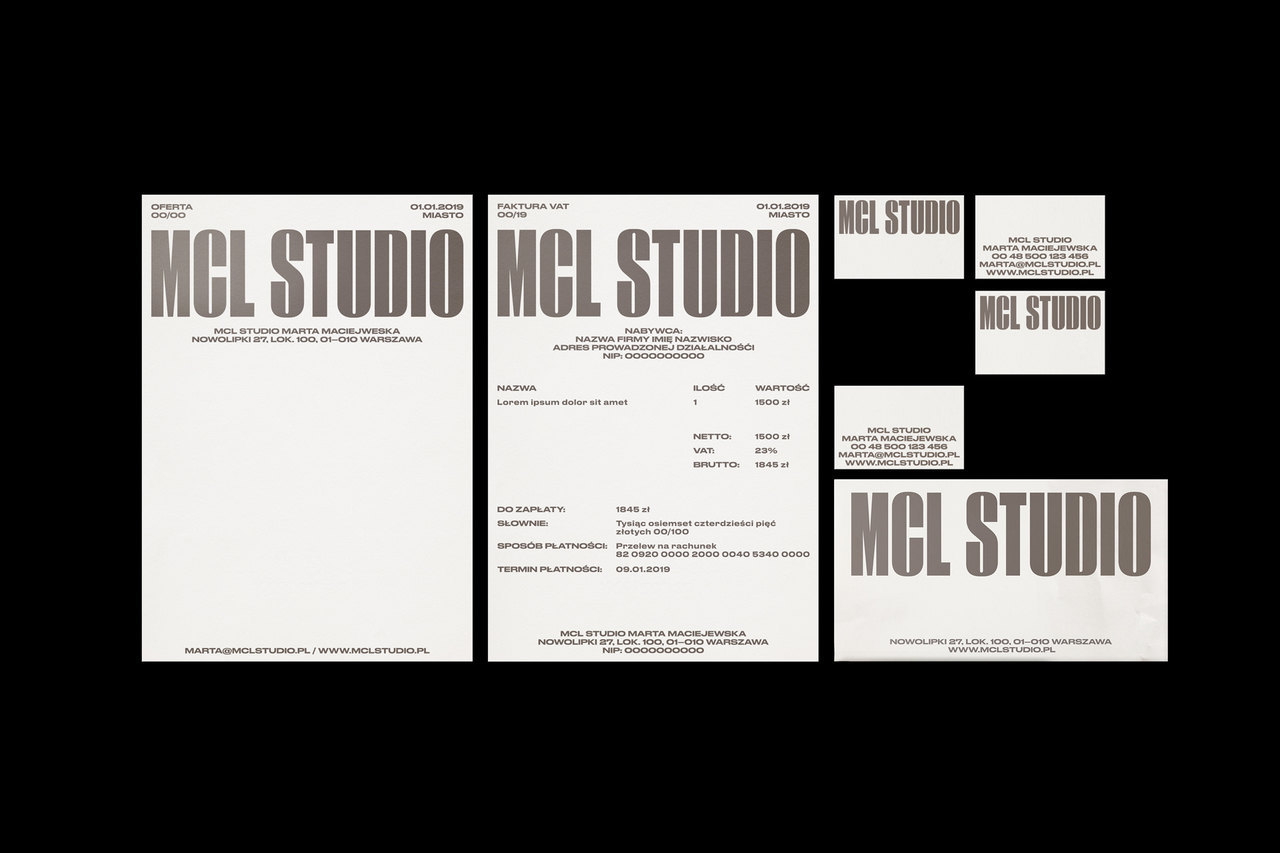 OFERTA
00/00
01.01.2019
MIASTO
MCL STUDIO
MCL STUDIO MARTA MACIEJWESKA
NOWOLIPKI 27, LOK. 100, 01–010 WARSZAWA
MARTA@MCLSTUDIO.PL / WWW.MCLSTUDIO.PL
FAKTURA VAT
00/19
01.01.2019
MIASTO
MCL STUDIO
NABYWCA:
NAZWA FIRMY IMIĘ NAZWISKO
ADRES PROWADZONEJ DZIAŁALNOŚĆI
NIP: 0000000000
NAZWA ILOŚĆ WARTOŚĆ
Lorem ipsum dolor sit amet 1 1500 zł
NETTO: 1500 zł
VAT: 23%
BRUTTO: 1845 zł
DO ZAPŁATY: 1845 zł
SŁOWNIE: Tysiąc osiemset czterdzieści pięć
złotych 00/100
SPOSÓB PŁATNOŚCI: Przelew na rachunek
82 0920 0000 2000 0040 5340 0000
TERMIN PŁATNOŚCI: 09.01.2019
MCL STUDIO MARTA MACIEJEWSKA
NOWOLIPKI 27, LOK. 100, 01–010 WARSZAWA
NIP: 0000000000
MCL STUDIO
MCL STUDIO
MARTA MACIEJEWSKA
00 48 500 123 456
MARTA@MCLSTUDIO.PL
WWW.MCLSTUDIO.PL
MCL STUDIO
MCL STUDIO
MARTA MACIEJEWSKA
00 48 500 123 456
MARTA@MCLSTUDIO.PL
WWW.MCLSTUDIO.PL
MCL STUDIO
NOWOLIPKI 27, LOK. 100, 01–010 WARSZAWA
WWW.MCLSTUDIO.PL